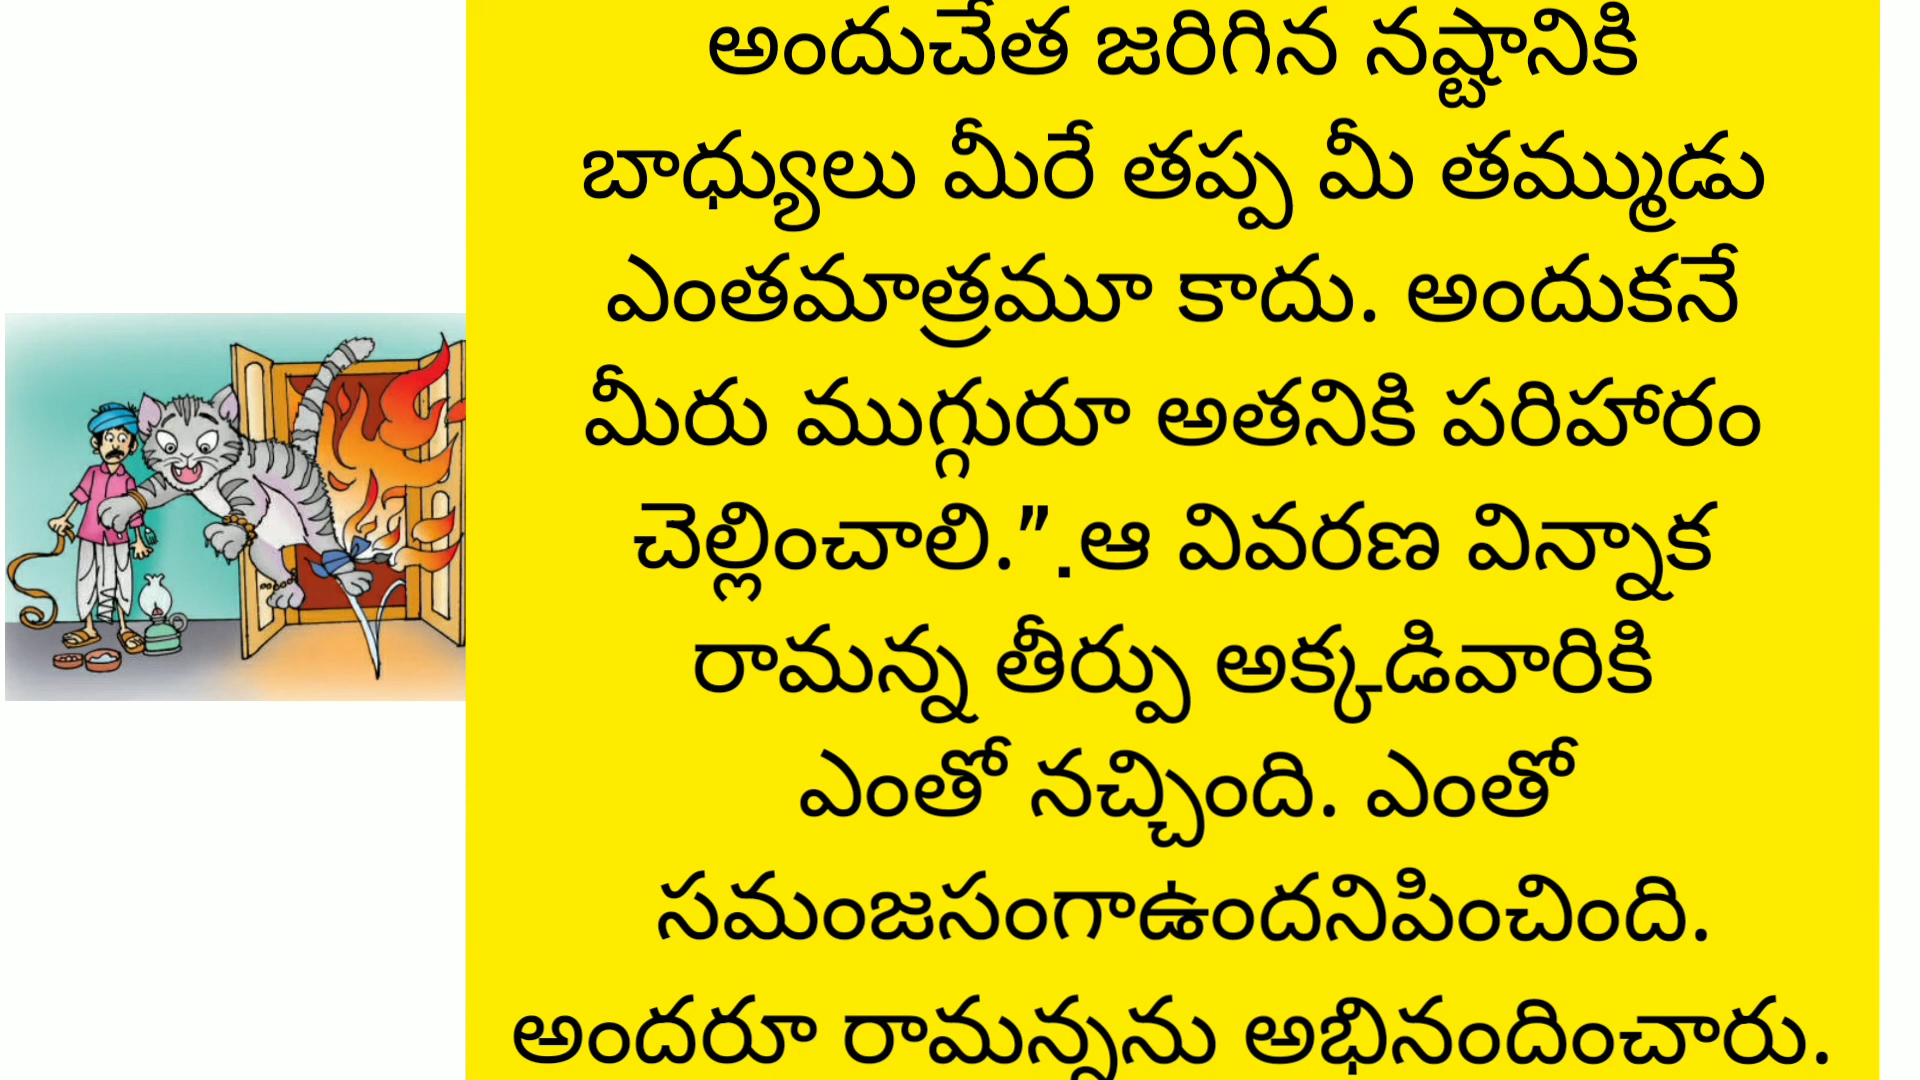 అందుచేత జరిగిన నష్టానికి
బాధ్యులు మీరే తప్ప మీ తమ్ముడు
ఎంతమాత్రమూ కాదు. అందుకనే
మీరు ముగ్గురూ అతనికి పరిహారం
చెల్లించాలి.” .ఆ వివరణ విన్నాక
రామన్న తీర్పు అక్కడివారికి
ఎంతో నచ్చింది. ఎంతో
సమంజసంగాఉందనిపించింది.
అందరూ రామన్నను అభినందించారు.